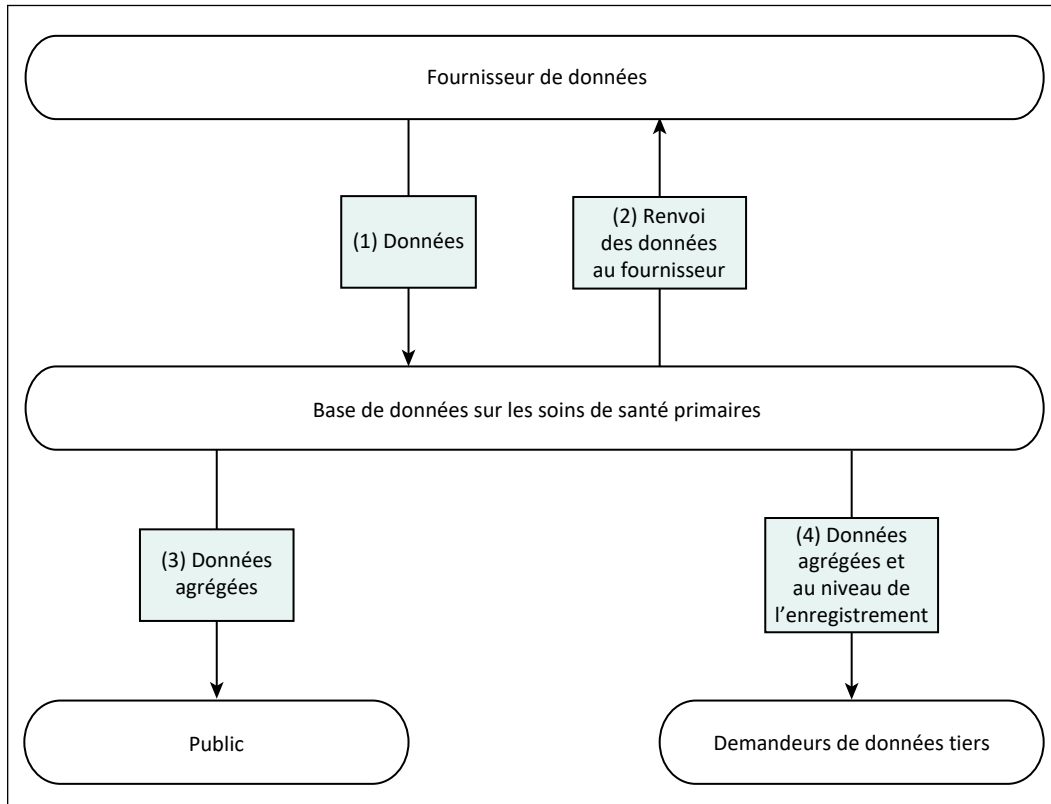 Fournisseur de données
(1) Données
(2) Renvoi
des données
au fournisseur
Base de données sur les soins de santé primaires
(3) Données
agrégées
(4) Données
agrégées et
au niveau de
l’enregistrement
Public
Demandeurs de données tiers